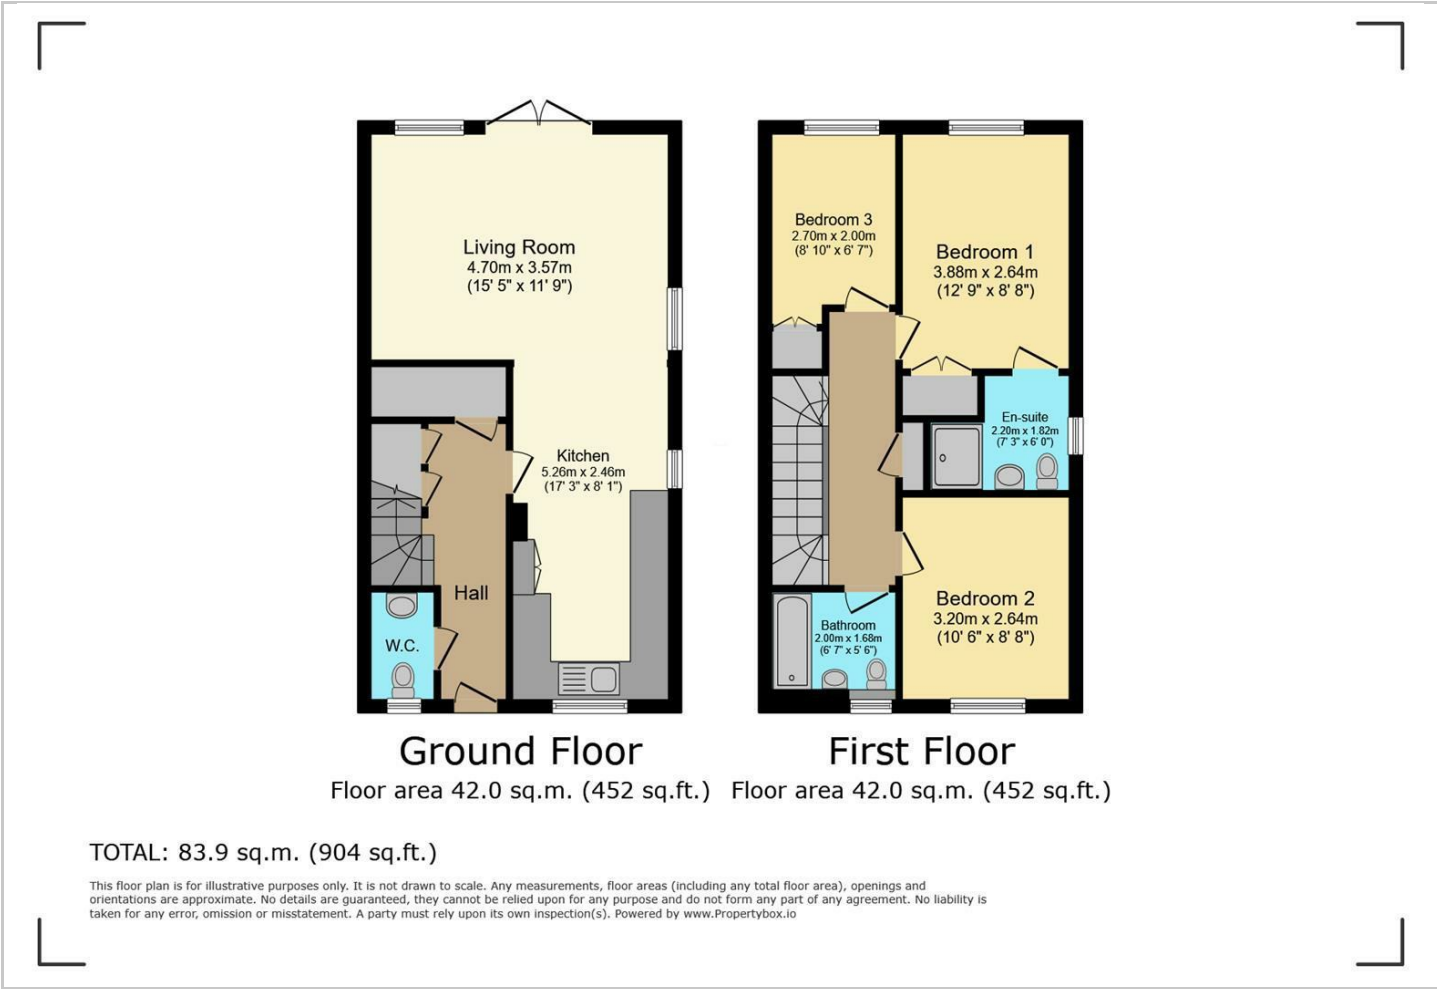 Living Room
4.70m x 3.57m
(15' 5" x 11' 9")
Kitchen
5.26m x 2.46m
(17' 3" x 8' 1")
Hall
W.C.
Bedroom 3
2.70m x 2.00m
(8' 10" x 6' 7")
Bedroom 1
3.88m x 2.64m
(12' 9" x 8' 8")
En-suite
2.20m x 1.82m
(7' 3" x 6' 0")
Bedroom 2
3.20m x 2.64m
(10' 6" x 8' 8")
Bathroom
2.00m x 1.68m
(6' 7" x 5' 6")
Ground Floor
Floor area 42.0 sq.m. (452 sq.ft.)
First Floor
Floor area 42.0 sq.m. (452 sq.ft.)
TOTAL: 83.9 sq.m. (904 sq.ft.)
This floor plan is for illustrative purposes only. It is not drawn to scale. Any measurements, floor areas (including any total floor area), openings and
orientations are approximate. No details are guaranteed, they cannot be relied upon for any purpose and do not form any part of any agreement. No liability is
taken for any error, omission or misstatement. A party must rely upon its own inspection(s). Powered by www.Propertybox.io